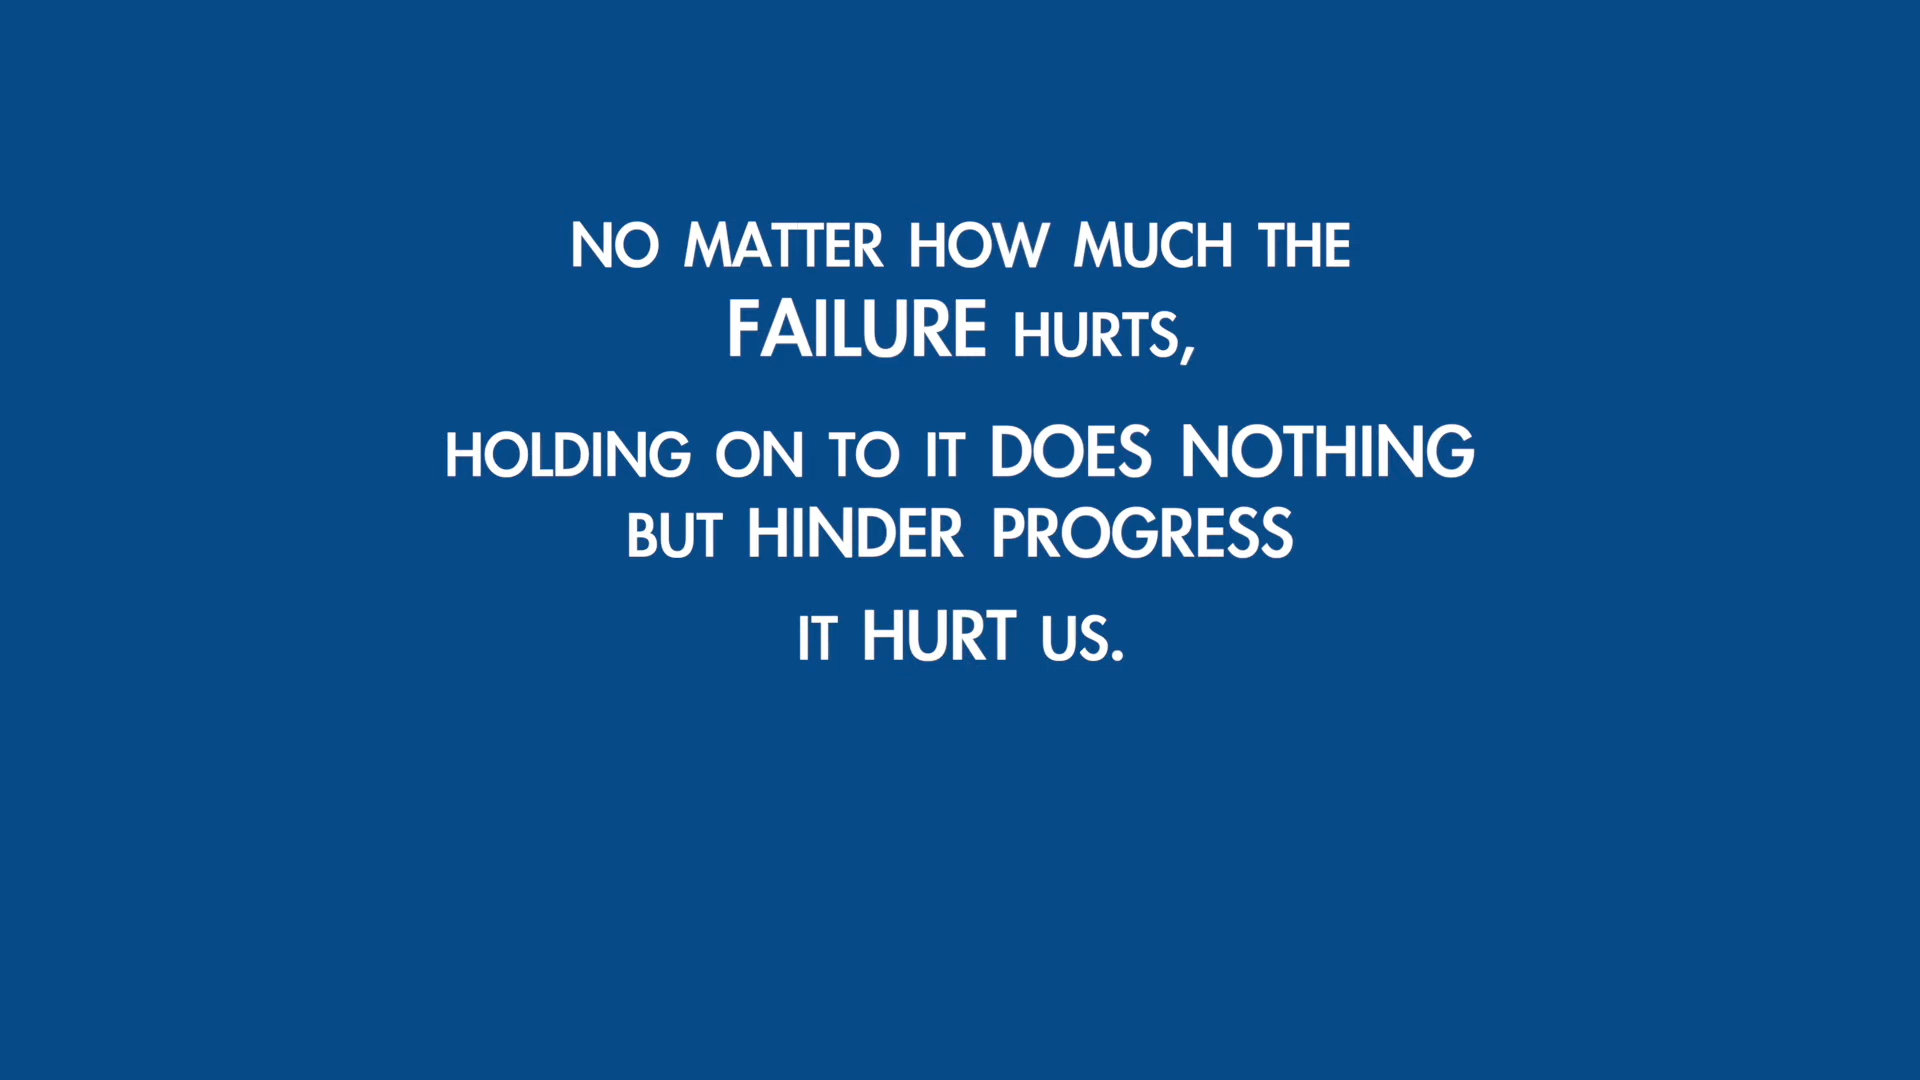 NO MATTER HOW MUCH THE
FAILURE HURTS,
HOLDING ON TO IT DOES NOTHING
BUT HINDER PROGRESS
IT HURT US.